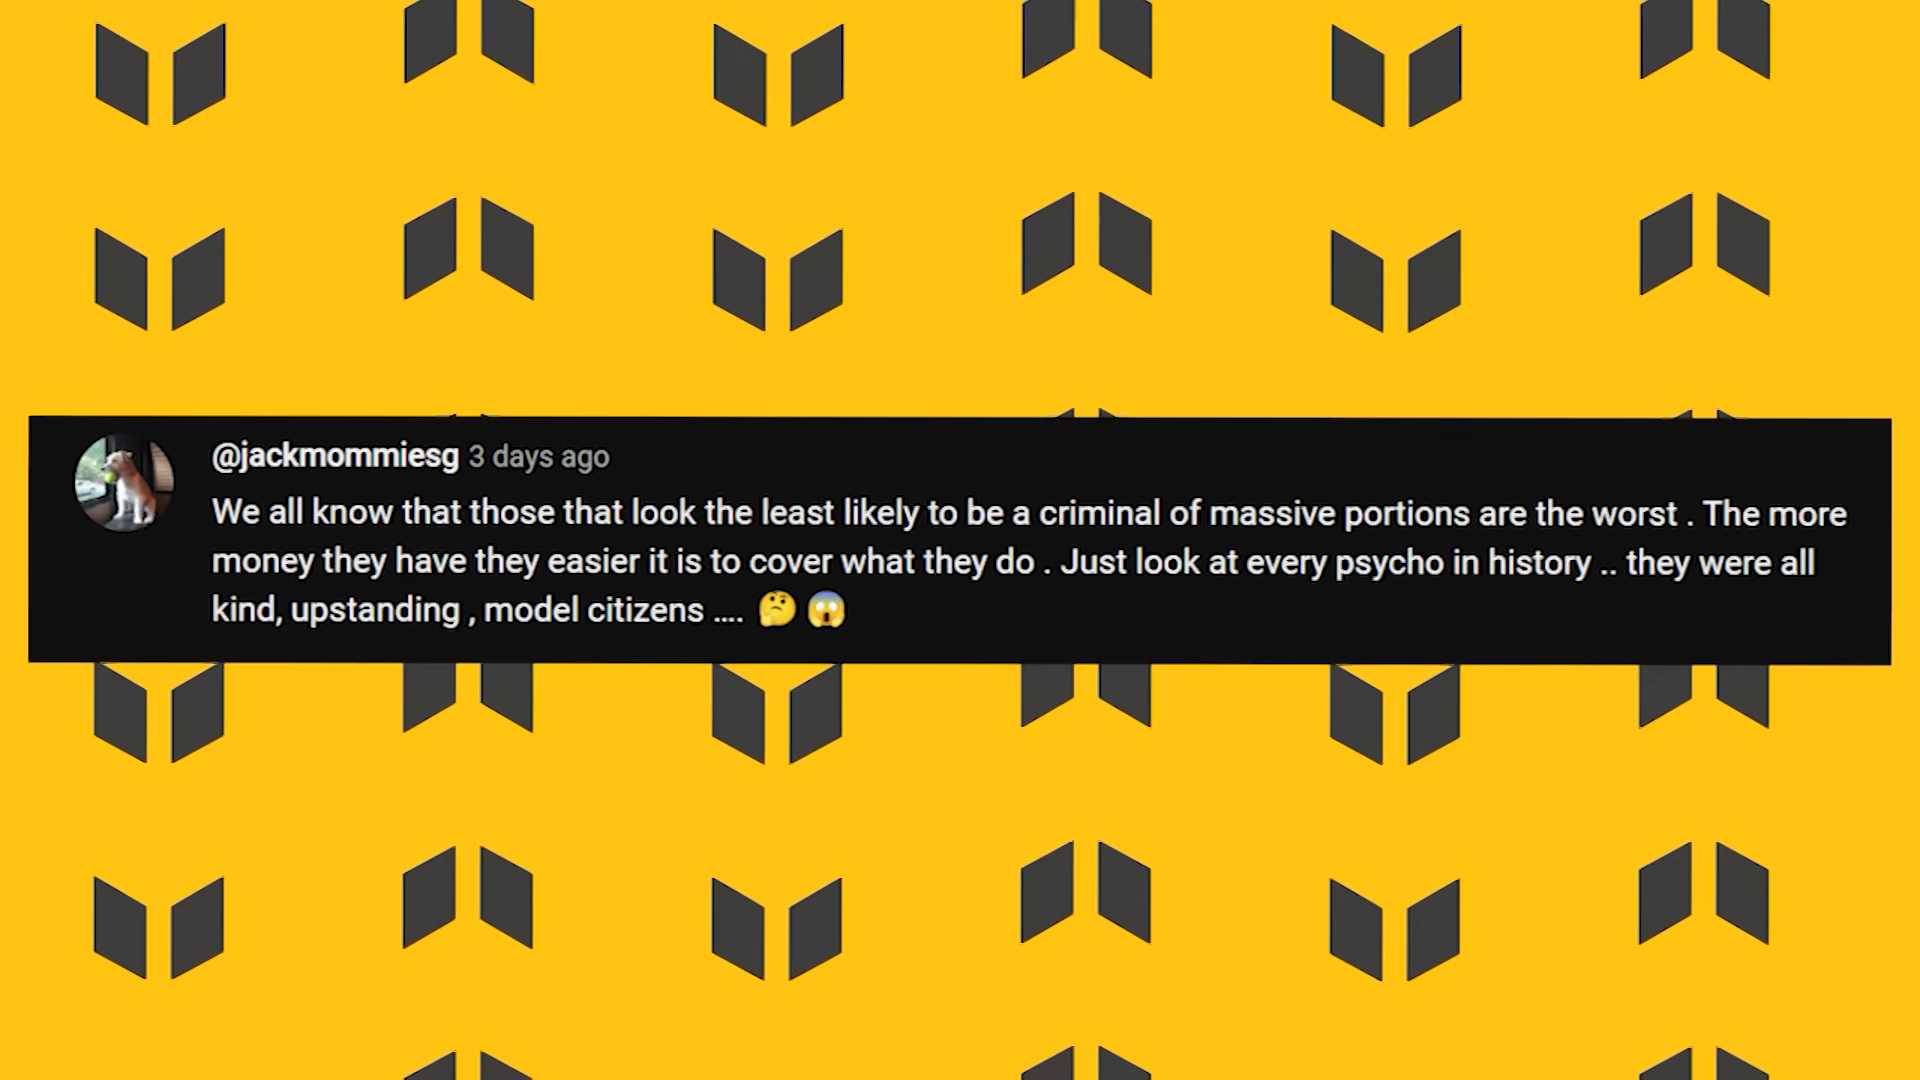 @jackmommiesg 3 days ago
We all know that those that look the least likely to be a criminal of massive portions are the worst . The more
money they have they easier it is to cover what they do . Just look at every psycho in history .. they were all
kind, upstanding , model citizens .... 🤔 😱